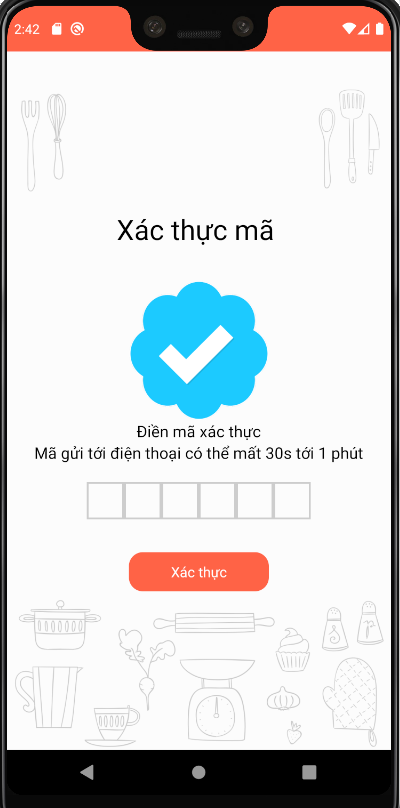 2:42
Xác thực mã
Điền mã xác thực
Mã gửi tới điện thoại có thể mất 30s tới 1 phút
Xác thực